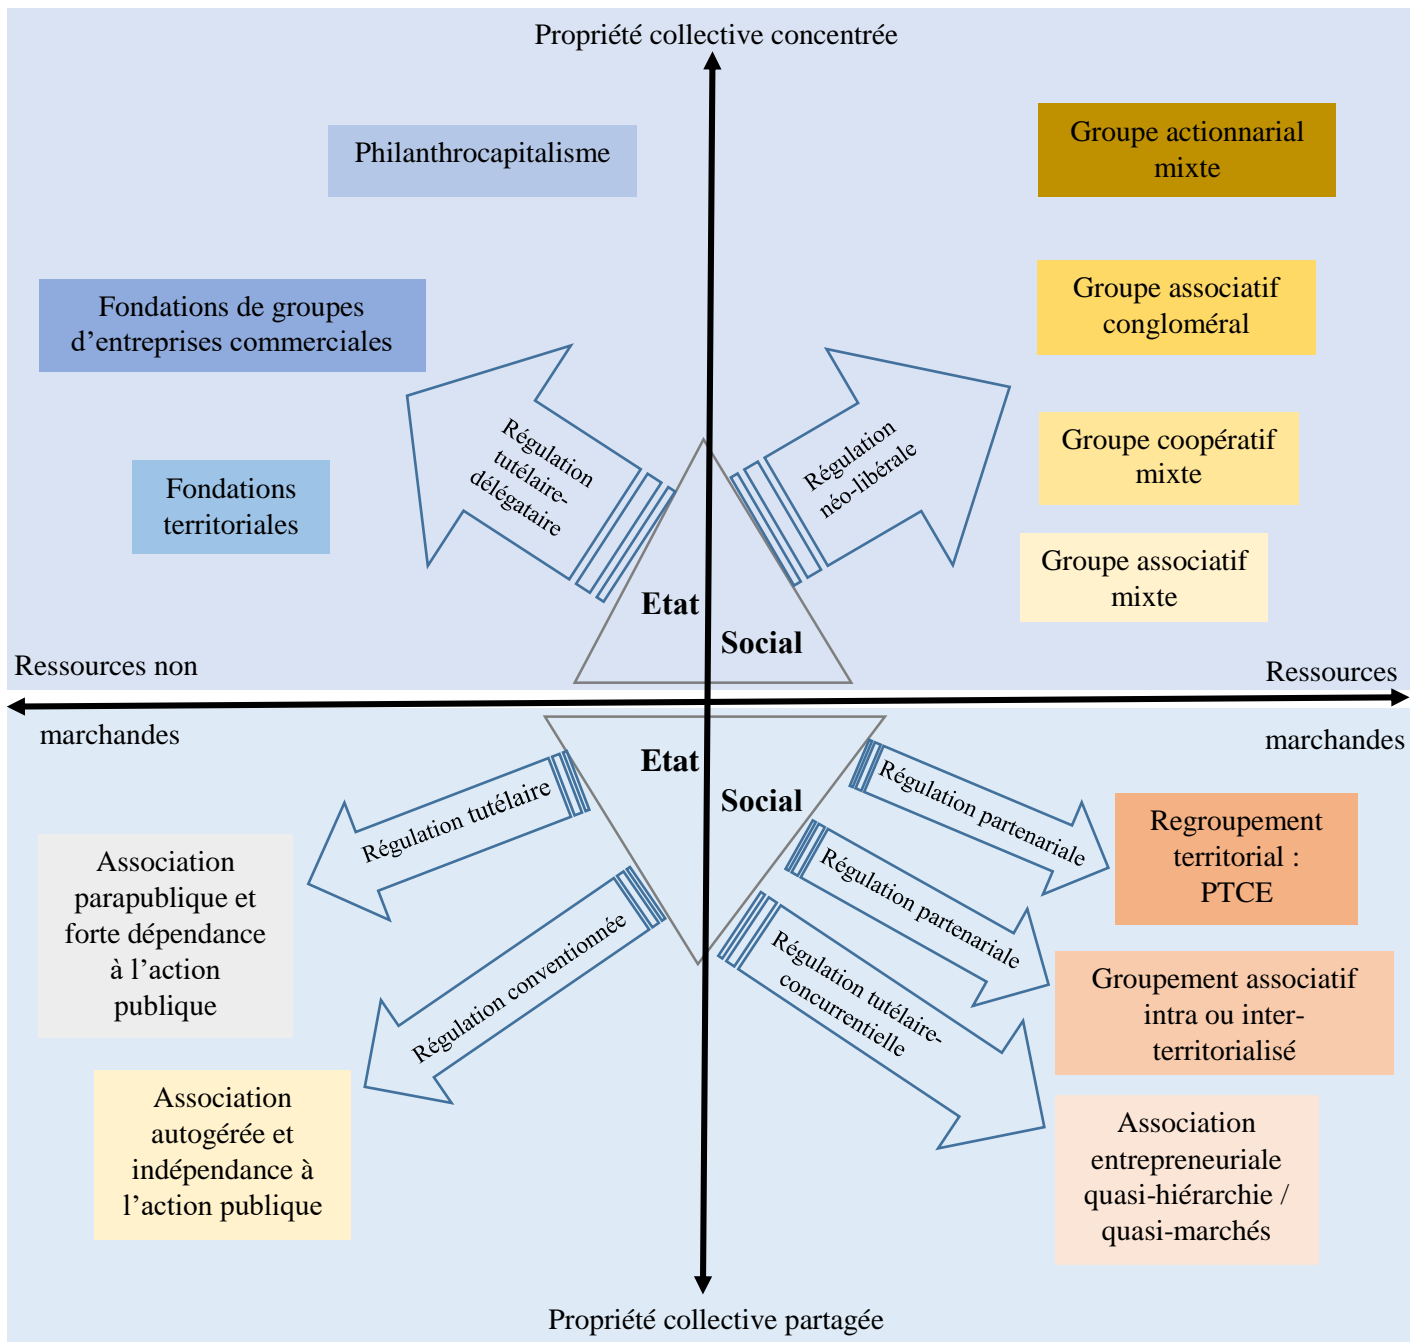 Propriété collective concentrée
Philanthrocapitalisme
Groupe actionnarial
mixte
Fondations de groupes
d’entreprises commerciales
Groupe associatif
congloméral
Régulation
tutélaire-
délégataire
Régulation
néo-libérale
Groupe coopératif
mixte
Fondations
territoriales
Groupe associatif
mixte
Etat
Social
Ressources non
Ressources
marchandes
marchandes
Etat
Social
Régulation tutélaire
Régulation partenariale
Regroupement
territorial :
PTCE
Association
parapublique et
forte dépendance
à l’action
publique
Régulation conventionnée
Régulation partenariale
Régulation tutélaire-
concurrentielle
Groupement associatif
intra ou inter-
territorialisé
Association
autogérée et
indépendance à
l’action publique
Association
entrepreneuriale
quasi-hiérarchie /
quasi-marchés
Propriété collective partagée